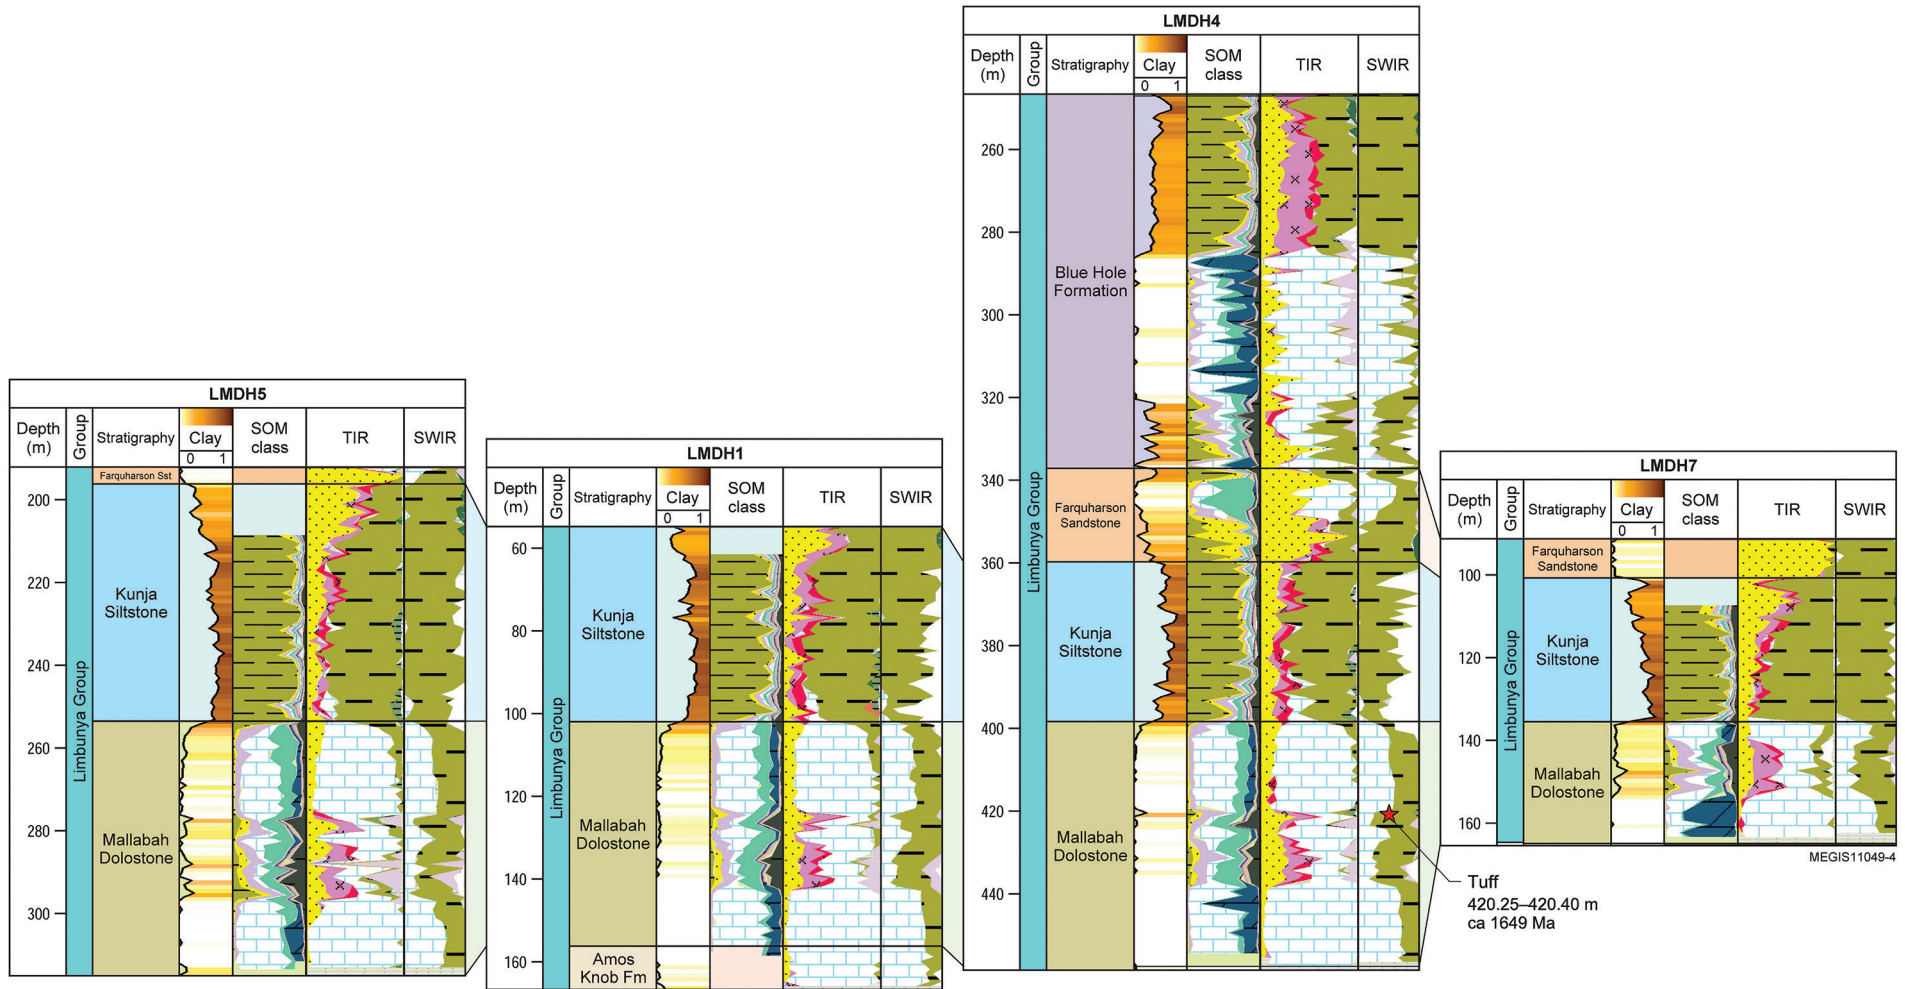 LMDH5
Depth
(m)
Group
Stratigraphy
Clay
0 1
SOM
class
TIR
SWIR
200
220
240
260
280
300
Limbunya Group
Farquharson Sst
Kunja
Siltstone
Mallabah
Dolostone
LMDH1
Depth
(m)
Group
Stratigraphy
Clay
0 1
SOM
class
TIR
SWIR
60
80
100
120
140
160
Limbunya Group
Kunja
Siltstone
Mallabah
Dolostone
Amos
Knob Fm
LMDH4
Depth
(m)
Group
Stratigraphy
Clay
0 1
SOM
class
TIR
SWIR
260
280
300
320
340
360
380
400
420
440
Limbunya Group
Blue Hole
Formation
Farquharson
Sandstone
Kunja
Siltstone
Mallabah
Dolostone
Tuff
420.25–420.40 m
ca 1649 Ma
LMDH7
Depth
(m)
Group
Stratigraphy
Clay
0 1
SOM
class
TIR
SWIR
100
120
140
160
Limbunya Group
Farquharson
Sandstone
Kunja
Siltstone
Mallabah
Dolostone
MEGIS11049-4